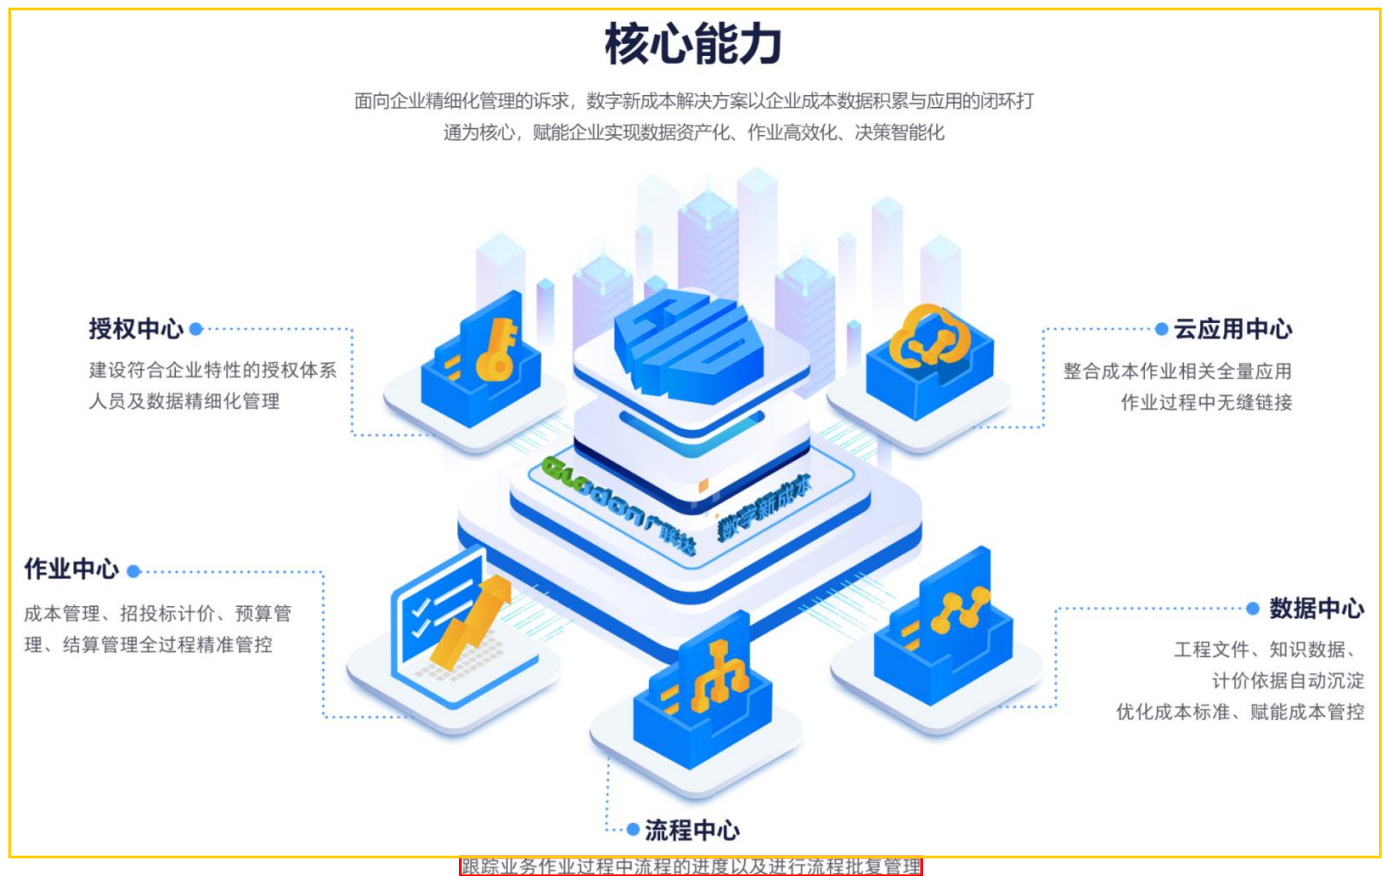 核心能力
面向企业精细化管理的诉求，数字新成本解决方案以企业成本数据积累与应用的闭环打
通为核心，赋能企业实现数据资产化、作业高效化、决策智能化
授权中心
建设符合企业特性的授权体系
人员及数据精细化管理
云应用中心
整合成本作业相关全量应用
作业过程中无缝链接
Glodon广联达
数字新成本
作业中心
成本管理、招投标计价、预算管
理、结算管理全过程精准管控
数据中心
工程文件、知识数据、
计价依据自动沉淀
优化成本标准、赋能成本管控
流程中心
跟踪业务作业过程中流程的进度以及进行流程批复管理